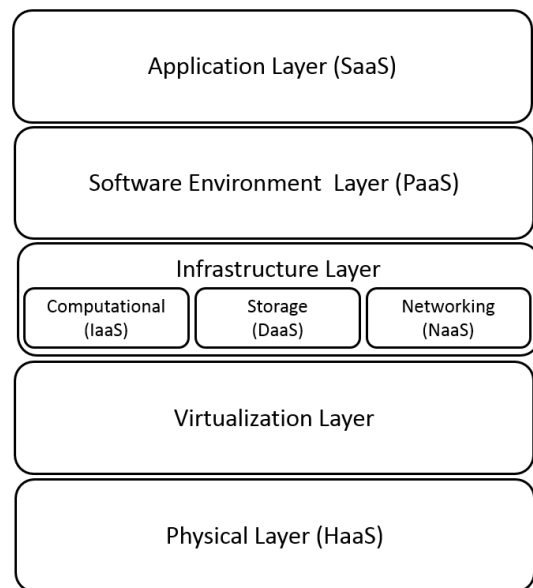 Application Layer (SaaS)
Software Environment  Layer (PaaS)
Infrastructure Layer
Computational
(IaaS)
Storage
(DaaS)
Networking
(NaaS)
Virtualization Layer
Physical Layer (HaaS)